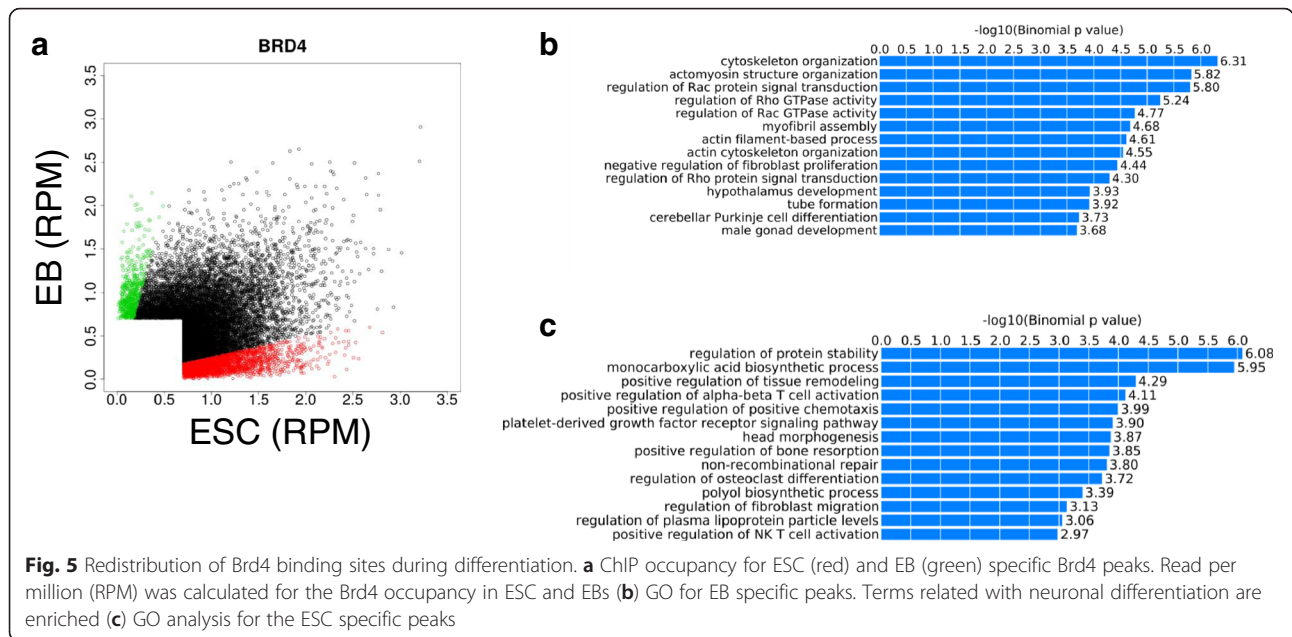 a
BRD4
EB (RPM)
3.5
3.0
2.5
2.0
1.5
1.0
0.5
0.0
0.0 0.5 1.0 1.5 2.0 2.5 3.0 3.5
ESC (RPM)
b
-log10(Binomial p value)
0.0 0.5 1.0 1.5 2.0 2.5 3.0 3.5 4.0 4.5 5.0 5.5 6.0
cytoskeleton organization 6.31
actomyosin structure organization 5.82
regulation of Rac protein signal transduction 5.80
regulation of Rho GTPase activity 5.24
regulation of Rac GTPase activity 4.77
myofibril assembly 4.68
actin filament-based process 4.61
actin cytoskeleton organization 4.55
negative regulation of fibroblast proliferation 4.44
regulation of Rho protein signal transduction 4.30
hypothalamus development 3.93
tube formation 3.92
cerebellar Purkinje cell differentiation 3.73
male gonad development 3.68
c
-log10(Binomial p value)
0.0 0.5 1.0 1.5 2.0 2.5 3.0 3.5 4.0 4.5 5.0 5.5 6.0
regulation of protein stability 6.08
monocarboxylic acid biosynthetic process 5.95
positive regulation of tissue remodeling 4.29
positive regulation of alpha-beta T cell activation 4.11
positive regulation of positive chemotaxis 3.99
platelet-derived growth factor receptor signaling pathway 3.90
head morphogenesis 3.87
positive regulation of bone resorption 3.85
non-recombinational repair 3.80
regulation of osteoclast differentiation 3.72
polyol biosynthetic process 3.39
regulation of fibroblast migration 3.13
regulation of plasma lipoprotein particle levels 3.06
positive regulation of NK T cell activation 2.97
Fig. 5 Redistribution of Brd4 binding sites during differentiation. a ChIP occupancy for ESC (red) and EB (green) specific Brd4 peaks. Read per
million (RPM) was calculated for the Brd4 occupancy in ESC and EBs (b) GO for EB specific peaks. Terms related with neuronal differentiation are
enriched (c) GO analysis for the ESC specific peaks